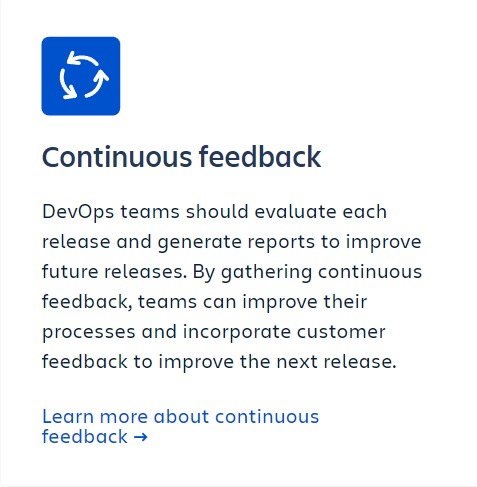 Continuous feedback
DevOps teams should evaluate each
release and generate reports to improve
future releases. By gathering continuous
feedback, teams can improve their
processes and incorporate customer
feedback to improve the next release.
Learn more about continuous
feedback →